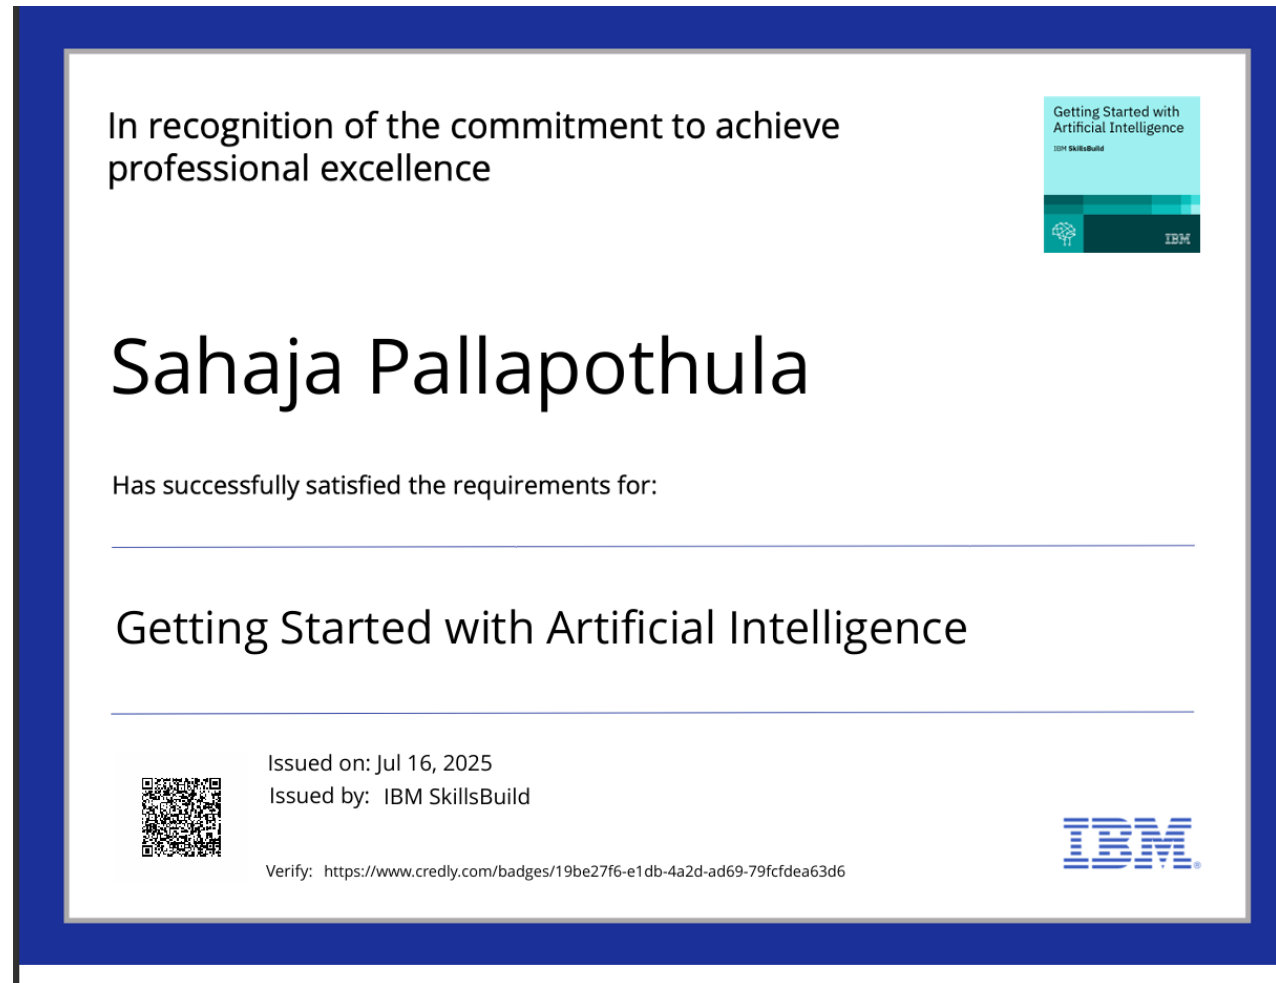 In recognition of the commitment to achieve
professional excellence
Getting Started with
Artificial Intelligence
IBM SkillsBuild
IBM
Sahaja Pallapothula
Has successfully satisfied the requirements for:
Getting Started with Artificial Intelligence
Issued on: Jul 16, 2025
Issued by: IBM SkillsBuild
Verify: https://www.credly.com/badges/19be27f6-e1db-4a2d-ad69-79fcfdea63d6
IBM®